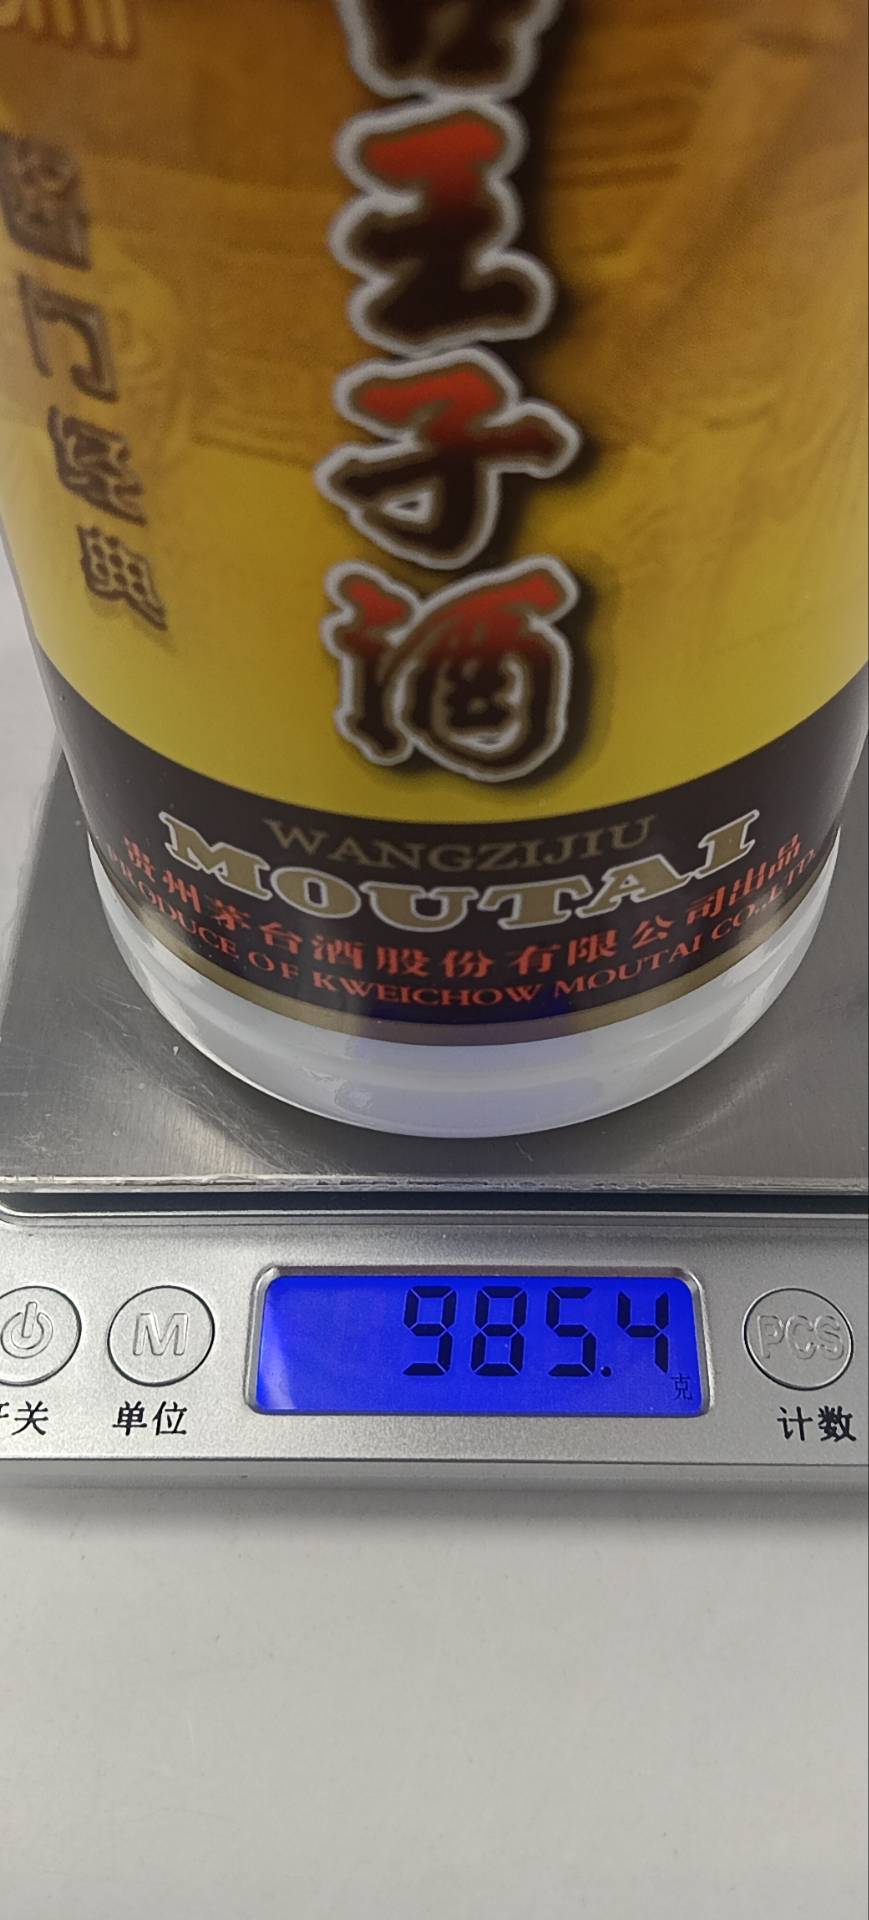 王子酒
酱门经典
WANGZIJIU
MOUTAI
贵州茅台酒股份有限公司出品
PRODUCE OF KWEICHOW MOUTAI CO.,LTD.
985.4
克
M
PCS
开关
单位
计数